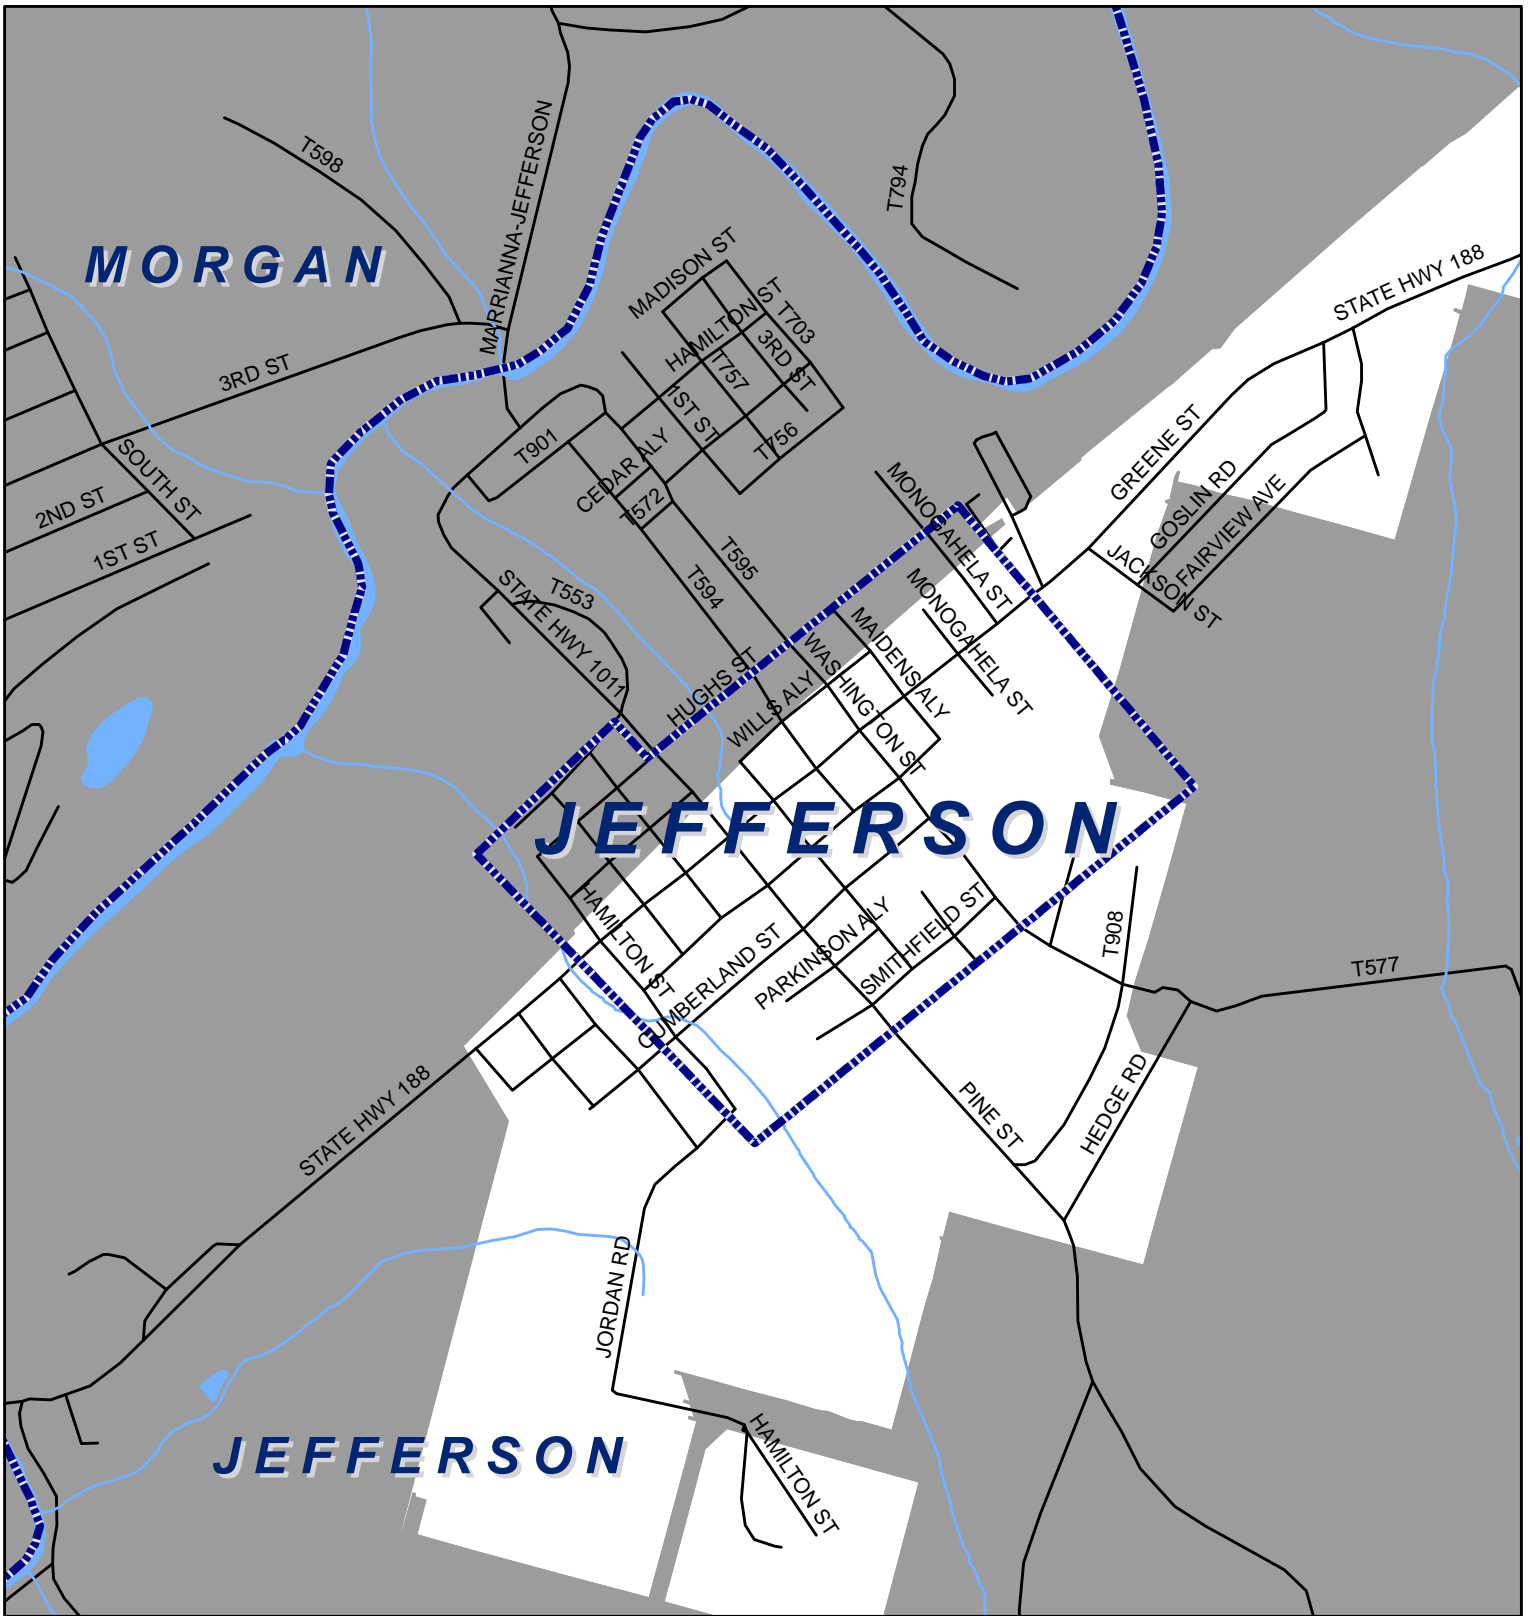 T598
MARRIANNA-JEFFERSON
T794
MORGAN
MADISON ST
HAMILTON ST
ST T703
3RD ST
STATE HWY 188
3RD ST
T757
1ST ST
T756
T901
CEDAR ALY
T572
SOUTH ST
2ND ST
1ST ST
GREENE ST
GOSLIN RD
FAIRVIEW AVE
JACKSON ST
MONOGAHELA ST
MONOGAHELA ST
T595
T594
T553
STATE HWY 1011
HUGHS ST
WILLS ALY
MAIDENS ALY
WASHINGTON ST
JEFFERSON
HAMILTON ST
CUMBERLAND ST
PARKINSON ALY
SMITHFIELD ST
T908
T577
STATE HWY 188
PINE ST
HEDGE RD
JORDAN RD
JEFFERSON
HAMILTON ST